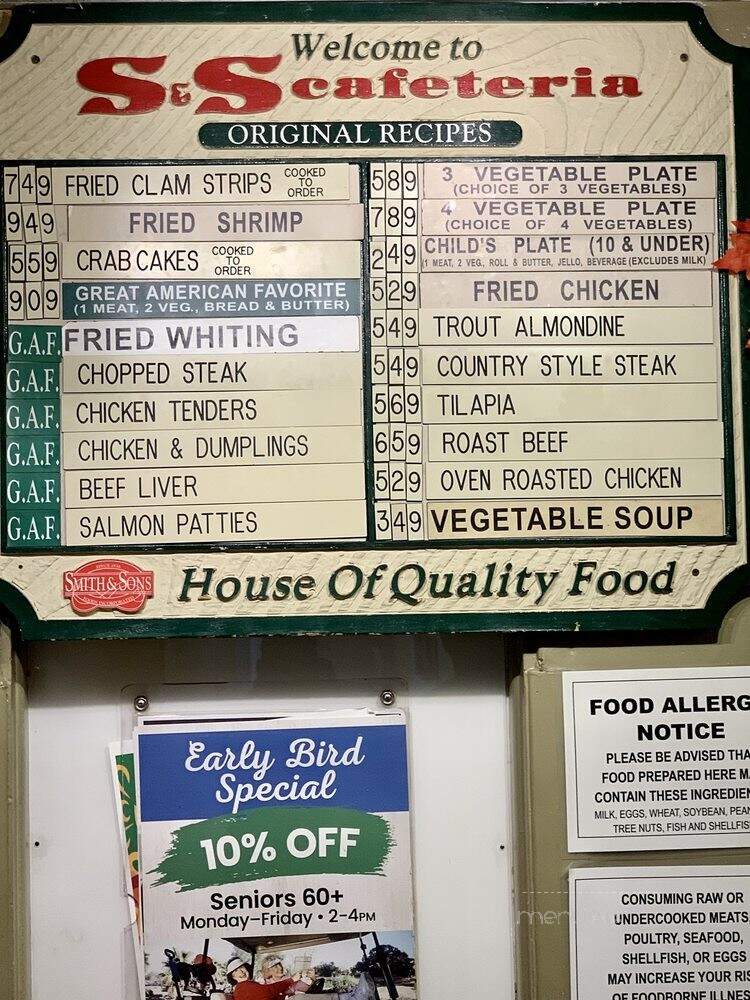 Welcome to
S&S cafeteria
ORIGINAL RECIPES
749 FRIED CLAM STRIPS COOKED TO ORDER
949 FRIED SHRIMP
559 CRAB CAKES COOKED TO ORDER
909 GREAT AMERICAN FAVORITE
(1 MEAT, 2 VEG., BREAD & BUTTER)
G.A.F. FRIED WHITING
G.A.F. CHOPPED STEAK
G.A.F. CHICKEN TENDERS
G.A.F. CHICKEN & DUMPLINGS
G.A.F. BEEF LIVER
G.A.F. SALMON PATTIES
589 3 VEGETABLE PLATE
(CHOICE OF 3 VEGETABLES)
789 4 VEGETABLE PLATE
(CHOICE OF 4 VEGETABLES)
249 CHILD'S PLATE (10 & UNDER)
(1 MEAT, 2 VEG., ROLL & BUTTER, JELLO, BEVERAGE (EXCLUDES MILK)
529 FRIED CHICKEN
549 TROUT ALMONDINE
549 COUNTRY STYLE STEAK
569 TILAPIA
659 ROAST BEEF
529 OVEN ROASTED CHICKEN
349 VEGETABLE SOUP
SMITH & SONS
House Of Quality Food
Early Bird
Special
10% OFF
Seniors 60+
Monday–Friday • 2-4PM
FOOD ALLERG
NOTICE
PLEASE BE ADVISED THA
FOOD PREPARED HERE MA
CONTAIN THESE INGREDIEN
MILK, EGGS, WHEAT, SOYBEAN, PEAN
TREE NUTS, FISH AND SHELLFIS
CONSUMING RAW OR
UNDERCOOKED MEATS,
POULTRY, SEAFOOD,
SHELLFISH, OR EGGS
MAY INCREASE YOUR RIS
OF FOODBORNE ILLNES